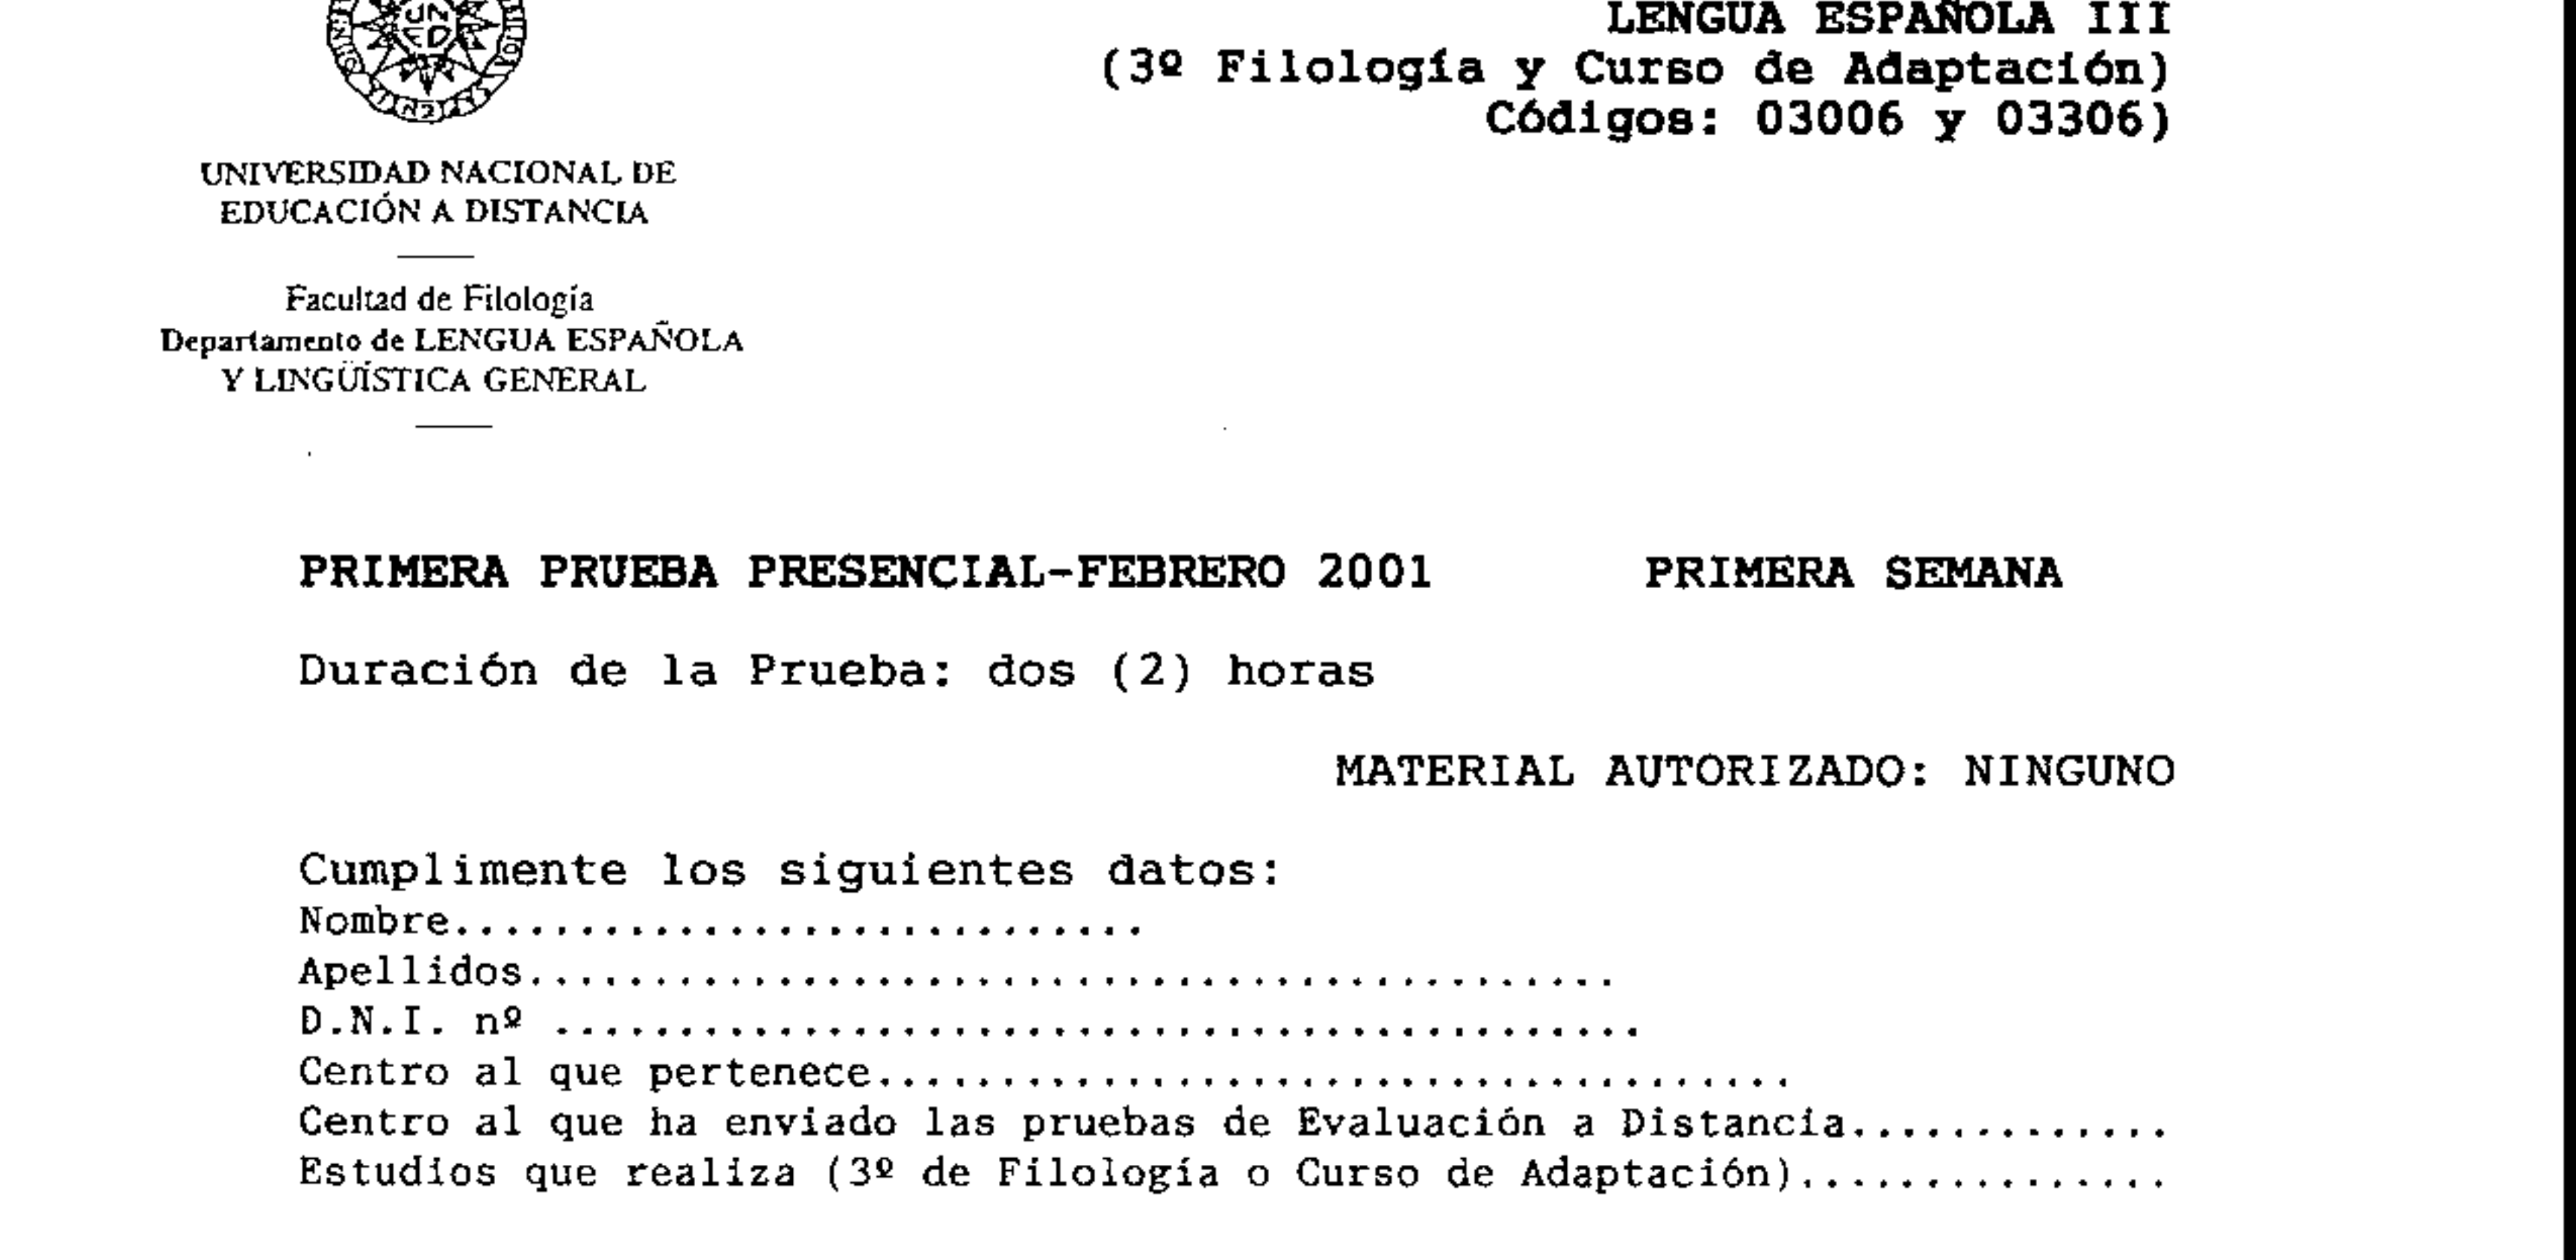 LENGUA ESPAÑOLA III
(3º Filología y Curso de Adaptación)
Códigos: 03006 y 03306)
UNED
UNIVERSIDAD NACIONAL DE
EDUCACIÓN A DISTANCIA
Facultad de Filología
Departamento de LENGUA ESPAÑOLA
Y LINGÜÍSTICA GENERAL
PRIMERA PRUEBA PRESENCIAL-FEBRERO 2001 PRIMERA SEMANA
Duración de la Prueba: dos (2) horas
MATERIAL AUTORIZADO: NINGUNO
Cumplimente los siguientes datos:
Nombre............................
Apellidos............................................
D.N.I. nº ............................................
Centro al que pertenece.....................................
Centro al que ha enviado las pruebas de Evaluación a Distancia.............
Estudios que realiza (3º de Filología o Curso de Adaptación)...............